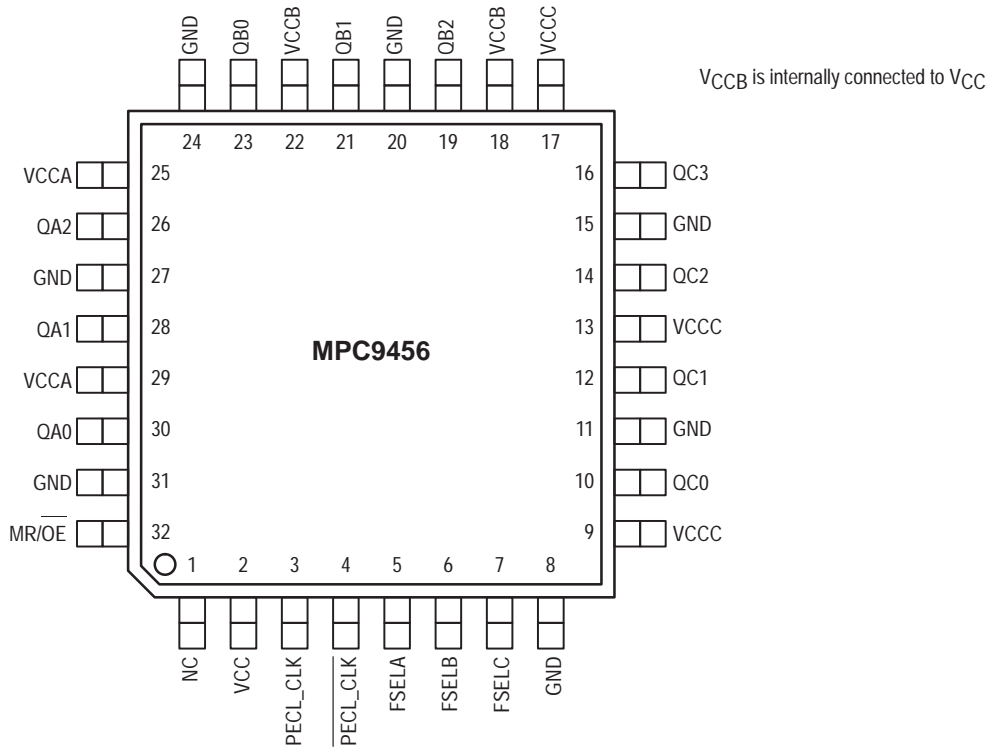 GND QB0 VCCB QB1 GND QB2 VCCB VCCC
VCCB is internally connected to VCC
24 23 22 21 20 19 18 17
VCCA 25 16 QC3
QA2 26 15 GND
GND 27 14 QC2
QA1 28 13 VCCC
MPC9456
VCCA 29 12 QC1
QA0 30 11 GND
GND 31 10 QC0
MR/O̅E̅ 32 9 VCCC
1 2 3 4 5 6 7 8
NC VCC PECL_CLK P̅E̅C̅L̅_̅C̅L̅K̅ FSELA FSELB FSELC GND